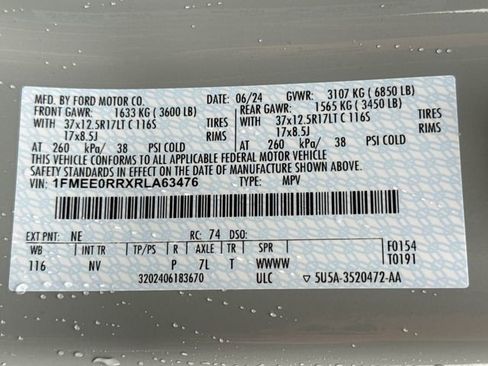 MFD. BY FORD MOTOR CO. DATE: 06/24 GVWR: 3107 KG ( 6850 LB)
FRONT GAWR: 1633 KG ( 3600 LB) REAR GAWR: 1565 KG ( 3450 LB)
WITH 37x12.5R17LT C 116S TIRES WITH 37x12.5R17LT C 116S TIRES
17x8.5J RIMS 17x8.5J RIMS
AT 260 kPa/ 38 PSI COLD AT 260 kPa/ 38 PSI COLD
THIS VEHICLE CONFORMS TO ALL APPLICABLE FEDERAL MOTOR VEHICLE
SAFETY STANDARDS IN EFFECT ON THE DATE OF MANUFACTURE SHOWN ABOVE.
VIN: 1FMEE0RRXRLA63476 TYPE: MPV
EXT PNT: NE RC: 74 DSO:
WB INT TR TP/PS R AXLE TR SPR F0154
116 NV P 7L T WWWW T0191
3202406183670 ULC ▽ 5U5A-3520472-AA